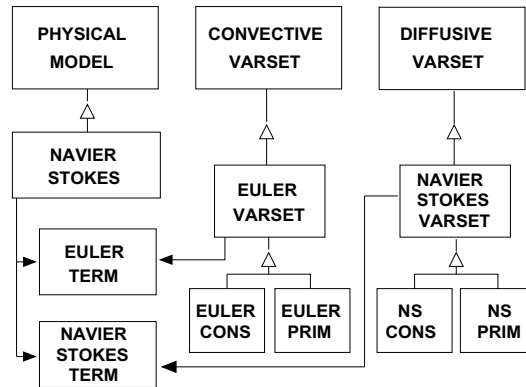 PHYSICAL
MODEL
CONVECTIVE
VARSET
DIFFUSIVE
VARSET
NAVIER
STOKES
EULER
VARSET
NAVIER
STOKES
VARSET
EULER
TERM
EULER
CONS
EULER
PRIM
NS
CONS
NS
PRIM
NAVIER
STOKES
TERM